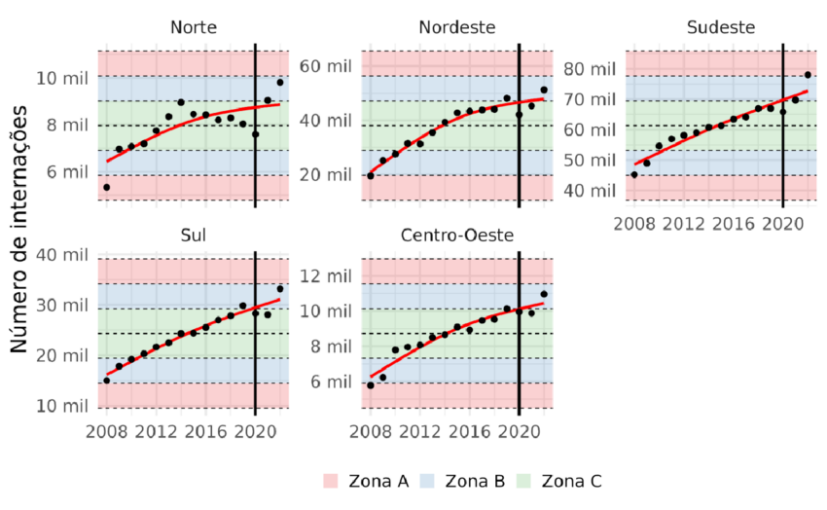 Norte
Nordeste
Sudeste
Número de internações
10 mil
8 mil
6 mil
60 mil
40 mil
20 mil
80 mil
70 mil
60 mil
50 mil
40 mil
2008 2012 2016 2020
Sul
Centro-Oeste
40 mil
30 mil
20 mil
10 mil
12 mil
10 mil
8 mil
6 mil
2008 2012 2016 2020
2008 2012 2016 2020
Zona A Zona B Zona C